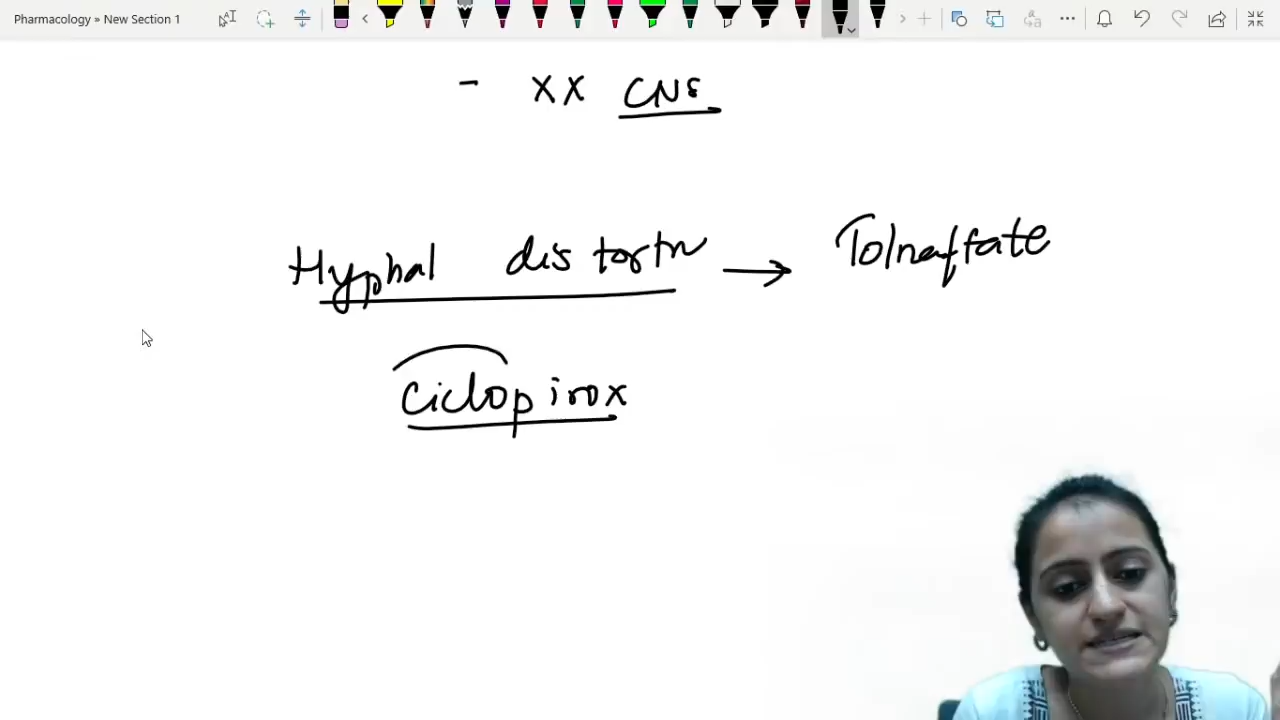 Pharmacology » New Section 1
- XX CNS
Hyphal distortn → Tolnaftate
Ciclopirox